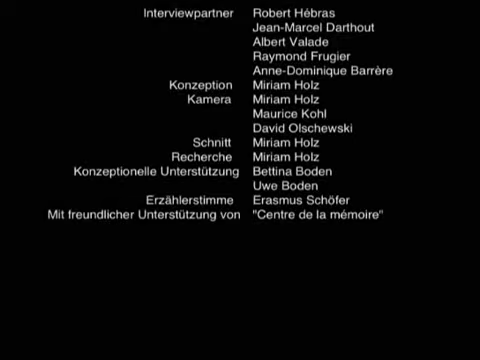 Interviewpartner Robert Hébras
Jean-Marcel Darthout
Albert Valade
Raymond Frugier
Anne-Dominique Barrère
Konzeption Miriam Holz
Kamera Miriam Holz
Maurice Kohl
David Olschewski
Schnitt Miriam Holz
Recherche Miriam Holz
Konzeptionelle Unterstützung Bettina Boden
Uwe Boden
Erzählerstimme Erasmus Schöfer
Mit freundlicher Unterstützung von "Centre de la mémoire"